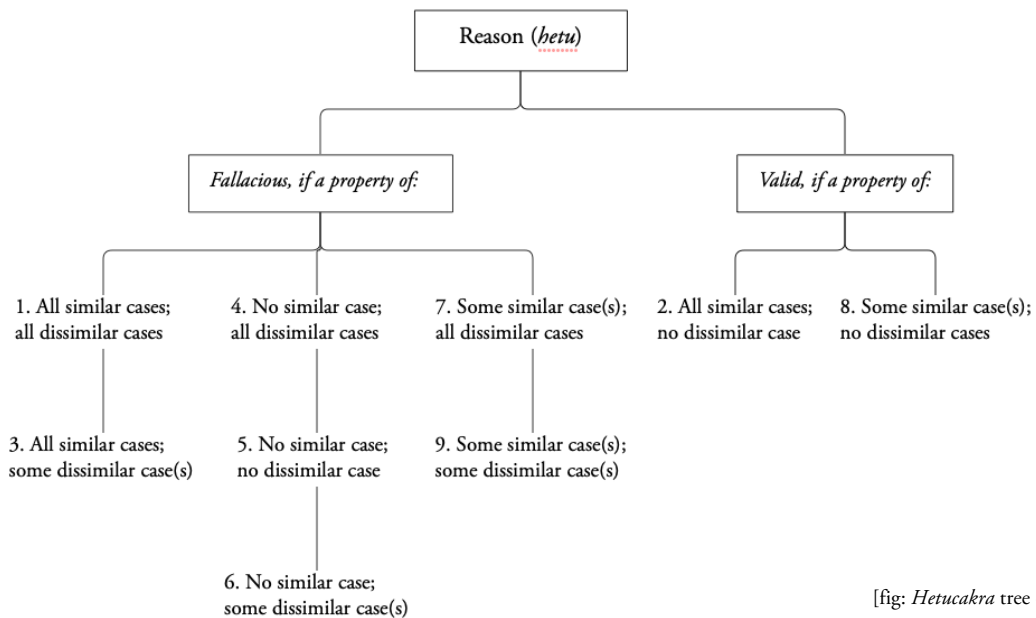 Reason (hetu)
Fallacious, if a property of:
Valid, if a property of:
1. All similar cases;
all dissimilar cases
4. No similar case;
all dissimilar cases
7. Some similar case(s);
all dissimilar cases
2. All similar cases;
no dissimilar case
8. Some similar case(s);
no dissimilar cases
3. All similar cases;
some dissimilar case(s)
5. No similar case;
no dissimilar case
9. Some similar case(s);
some dissimilar case(s)
6. No similar case;
some dissimilar case(s)
[fig: Hetucakra tree